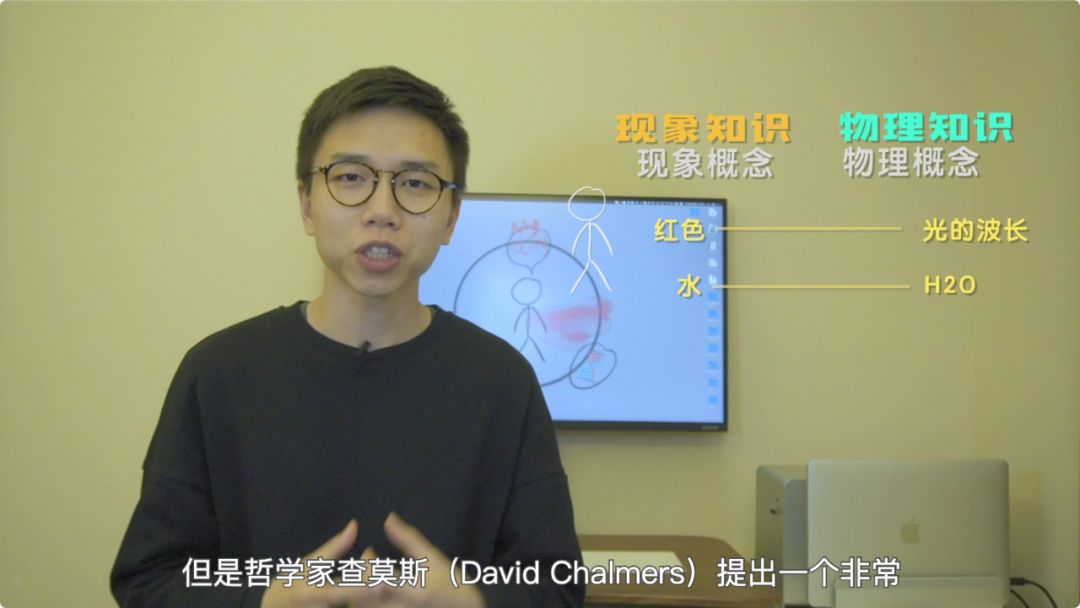 现象知识 物理知识
现象概念 物理概念
红色 光的波长
水 H2O
但是哲学家查莫斯（David Chalmers）提出一个非常